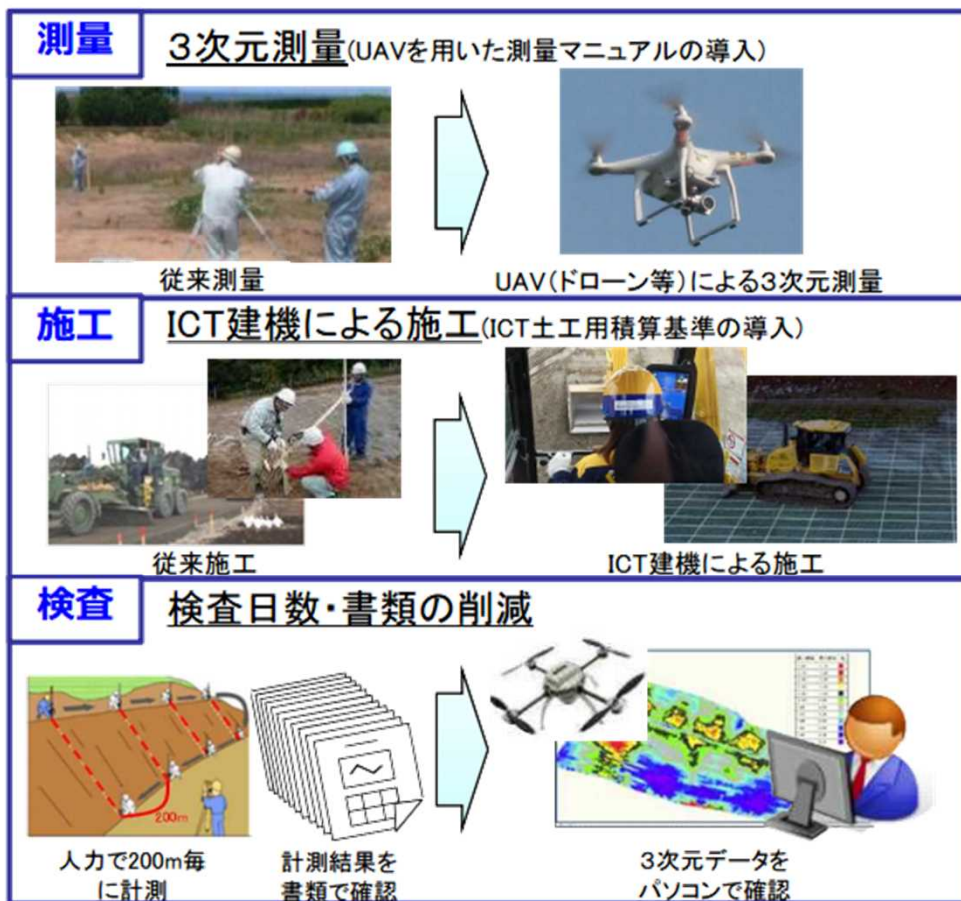 測量
3次元測量(UAVを用いた測量マニュアルの導入)
従来測量
UAV(ドローン等)による3次元測量
施工
ICT建機による施工(ICT土工用積算基準の導入)
従来施工
ICT建機による施工
検査
検査日数・書類の削減
200m
人力で200m毎
に計測
計測結果を
書類で確認
3次元データを
パソコンで確認